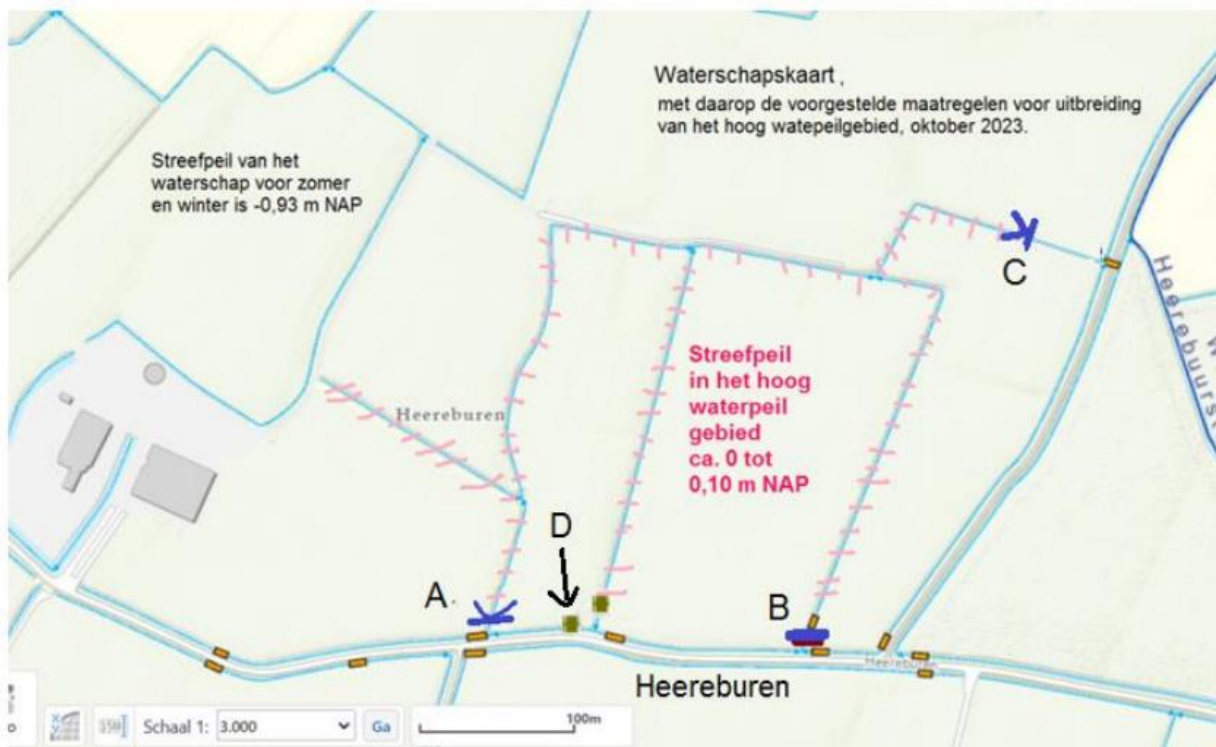 Waterschapskaart ,
met daarop de voorgestelde maatregelen voor uitbreiding
van het hoog watepeilgebied, oktober 2023.
Streefpeil van het
waterschap voor zomer
en winter is -0,93 m NAP
C
Heerebuurst
W
Streefpeil
in het hoog
waterpeil
gebied
ca. 0 tot
0,10 m NAP
Heereburen
D
A.
B
Heereburen
Heereburen
Schaal 1: 3.000
Ga
100m